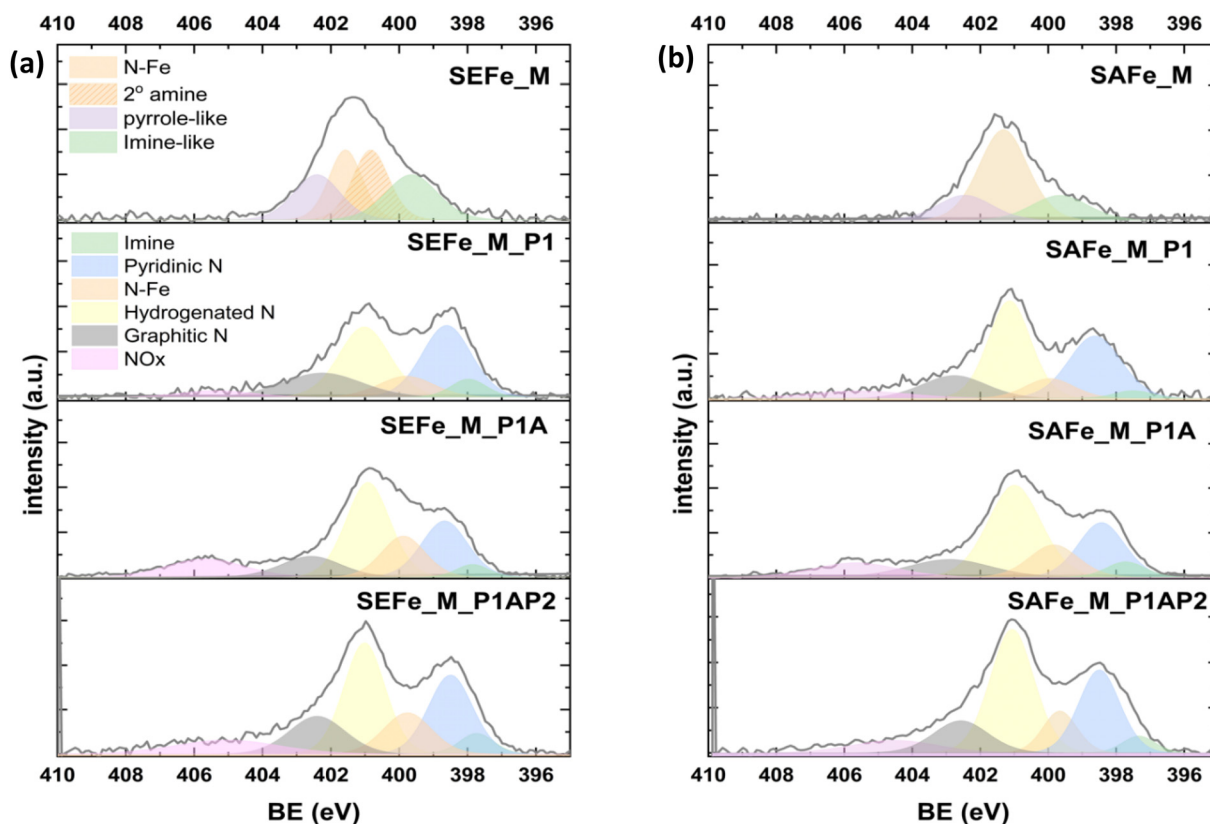 410 408 406 404 402 400 398 396
(a)
SEFe_M
N-Fe
2° amine
pyrrole-like
Imine-like
SEFe_M_P1
Imine
Pyridinic N
N-Fe
Hydrogenated N
Graphitic N
NOx
SEFe_M_P1A
SEFe_M_P1AP2
intensity (a.u.)
410 408 406 404 402 400 398 396
BE (eV)
410 408 406 404 402 400 398 396
(b)
SAFe_M
SAFe_M_P1
SAFe_M_P1A
SAFe_M_P1AP2
intensity (a.u.)
410 408 406 404 402 400 398 396
BE (eV)